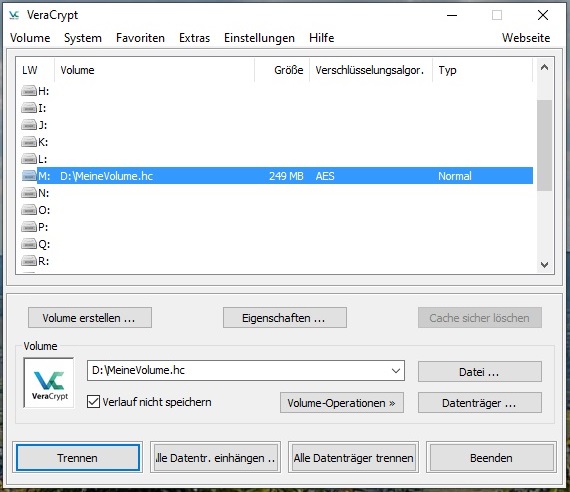 VeraCrypt
Volume System Favoriten Extras Einstellungen Hilfe Webseite
LW Volume Größe Verschlüsselungsalgor. Typ
H:
I:
J:
K:
L:
M: D:\MeineVolume.hc 249 MB AES Normal
N:
O:
P:
Q:
R:
Volume erstellen ... Eigenschaften ... Cache sicher löschen
Volume
D:\MeineVolume.hc Datei ...
VeraCrypt
Verlauf nicht speichern Volume-Operationen » Datenträger ...
Trennen lle Datentr. einhängen .. Alle Datenträger trennen Beenden